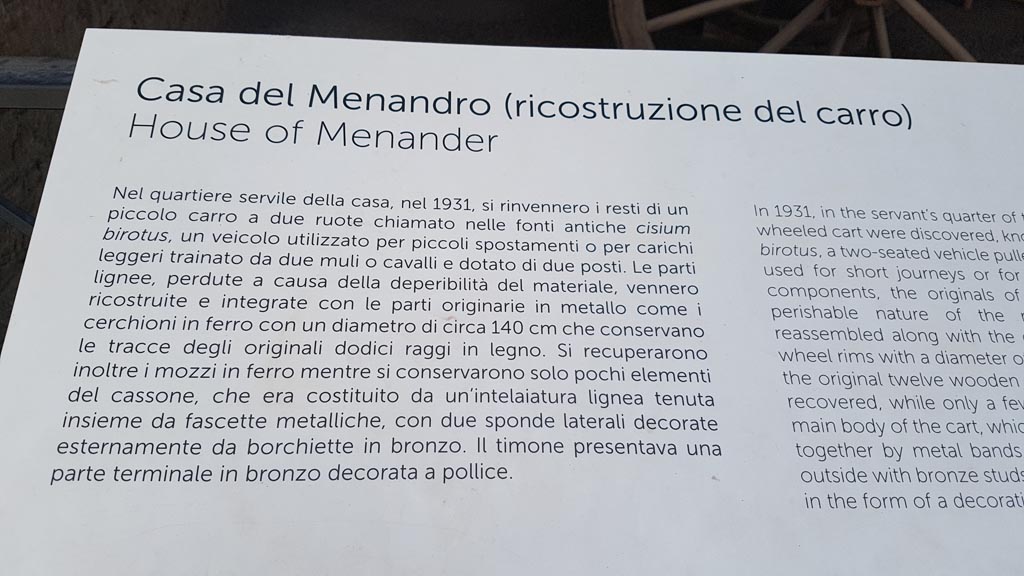 Casa del Menandro (ricostruzione del carro)
House of Menander
Nel quartiere servile della casa, nel 1931, si rinvennero i resti di un
piccolo carro a due ruote chiamato nelle fonti antiche cisium
birotus, un veicolo utilizzato per piccoli spostamenti o per carichi
leggeri trainato da due muli o cavalli e dotato di due posti. Le parti
lignee, perdute a causa della deperibilità del materiale, vennero
ricostruite e integrate con le parti originarie in metallo come i
cerchioni in ferro con un diametro di circa 140 cm che conservano
le tracce degli originali dodici raggi in legno. Si recuperarono
inoltre i mozzi in ferro mentre si conservarono solo pochi elementi
del cassone, che era costituito da un'intelaiatura lignea tenuta
insieme da fascette metalliche, con due sponde laterali decorate
esternamente da borchiette in bronzo. Il timone presentava una
parte terminale in bronzo decorata a pollice.
In 1931, in the servant's quarter of
wheeled cart were discovered,
birotus, a two-seated vehicle
used for short journeys or for
components, the originals of
perishable nature of the
reassembled along with the
wheel rims with a diameter
the original twelve wooden
recovered, while only a
main body of the cart,
together by metal bands
outside with bronze studs
in the form of a